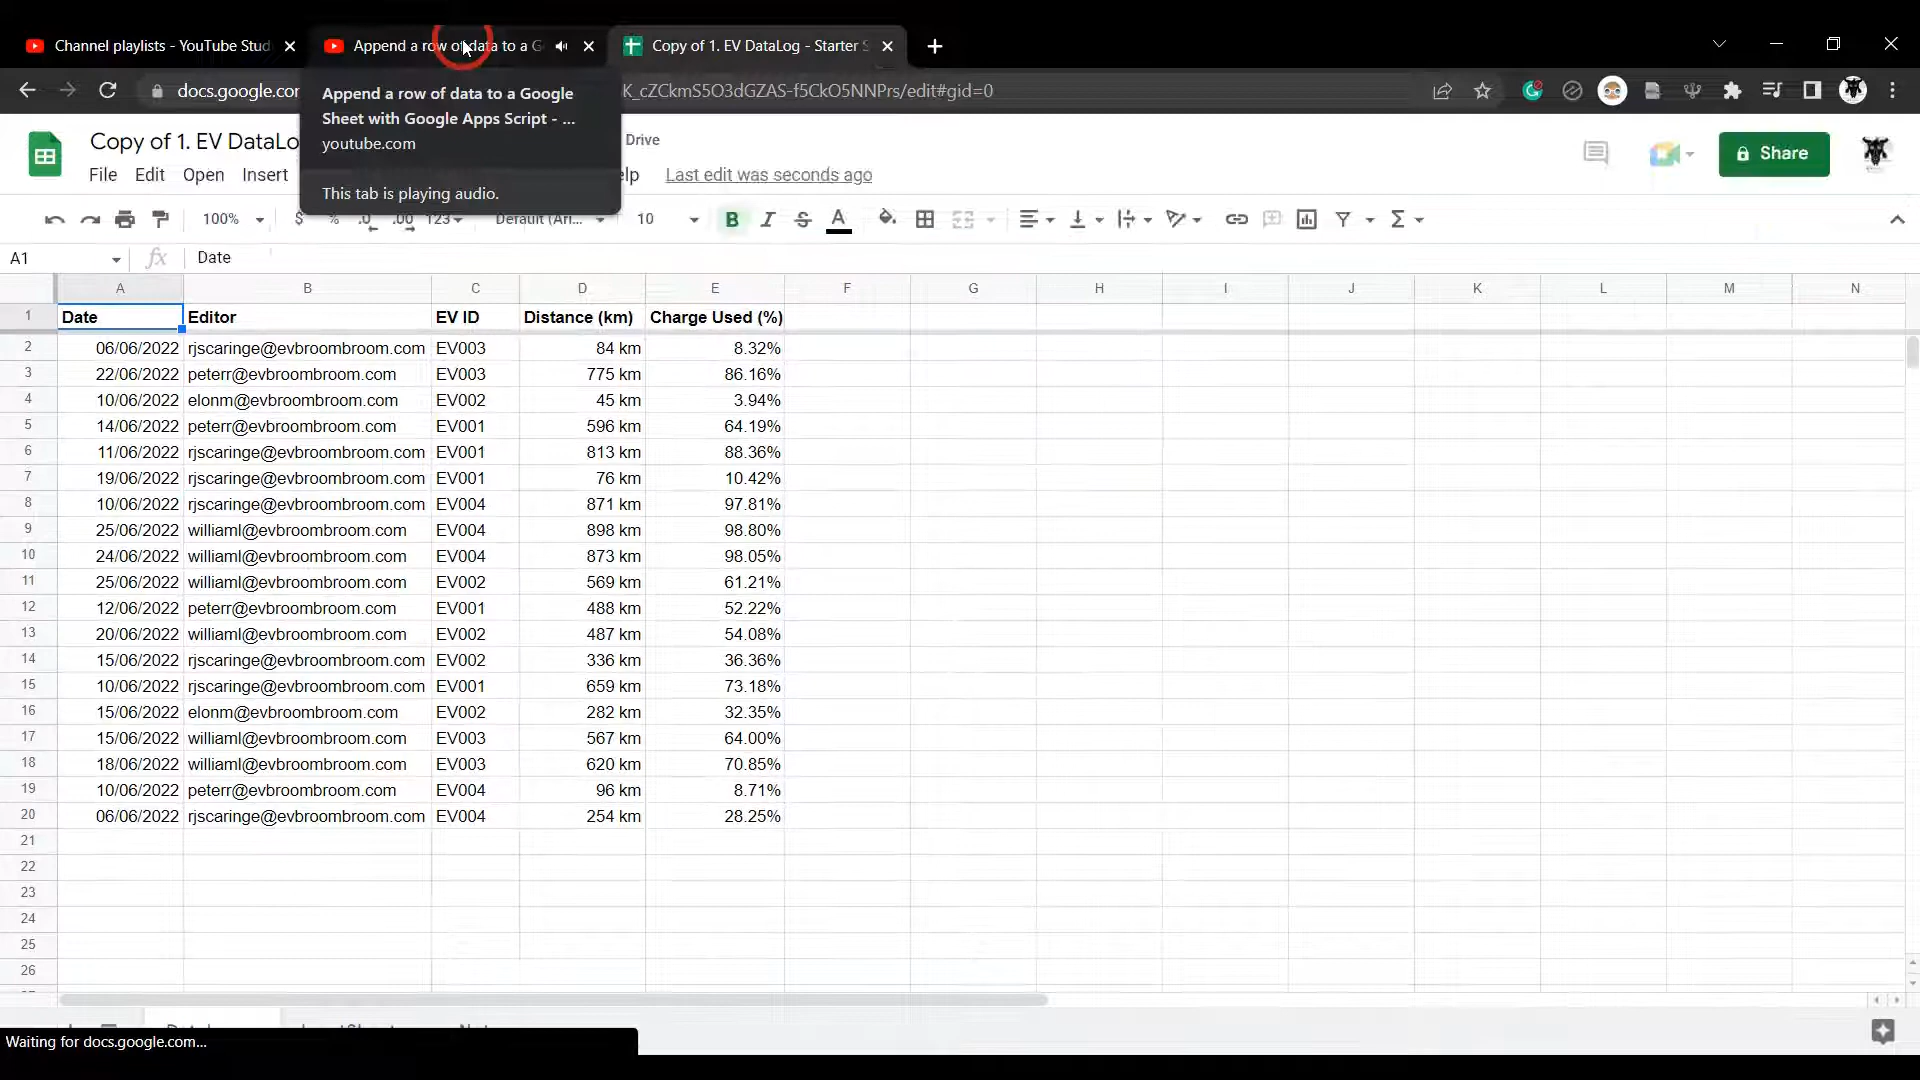 Channel playlists - YouTube Stud
Append a row of data to a G
Copy of 1. EV DataLog - Starter S
docs.google.com
K_cZCkmS5O3dGZAS-f5CkO5NNPrs/edit#gid=0
Append a row of data to a Google
Sheet with Google Apps Script - ...
youtube.com
This tab is playing audio.
Copy of 1. EV DataLo
Drive
File Edit Open Insert
lp
Last edit was seconds ago
Share
100% $ % .0 .00 123 Default (Ari... 10 B I S A Σ
A1 fx Date
A B C D E F G H I J K L M N
1 Date Editor EV ID Distance (km) Charge Used (%)
2 06/06/2022 rjscaringe@evbroombroom.com EV003 84 km 8.32%
3 22/06/2022 peterr@evbroombroom.com EV003 775 km 86.16%
4 10/06/2022 elonm@evbroombroom.com EV002 45 km 3.94%
5 14/06/2022 peterr@evbroombroom.com EV001 596 km 64.19%
6 11/06/2022 rjscaringe@evbroombroom.com EV001 813 km 88.36%
7 19/06/2022 rjscaringe@evbroombroom.com EV001 76 km 10.42%
8 10/06/2022 rjscaringe@evbroombroom.com EV004 871 km 97.81%
9 25/06/2022 williaml@evbroombroom.com EV004 898 km 98.80%
10 24/06/2022 williaml@evbroombroom.com EV004 873 km 98.05%
11 25/06/2022 williaml@evbroombroom.com EV002 569 km 61.21%
12 12/06/2022 peterr@evbroombroom.com EV001 488 km 52.22%
13 20/06/2022 williaml@evbroombroom.com EV002 487 km 54.08%
14 15/06/2022 rjscaringe@evbroombroom.com EV002 336 km 36.36%
15 10/06/2022 rjscaringe@evbroombroom.com EV001 659 km 73.18%
16 15/06/2022 elonm@evbroombroom.com EV002 282 km 32.35%
17 15/06/2022 williaml@evbroombroom.com EV003 567 km 64.00%
18 18/06/2022 williaml@evbroombroom.com EV003 620 km 70.85%
19 10/06/2022 peterr@evbroombroom.com EV004 96 km 8.71%
20 06/06/2022 rjscaringe@evbroombroom.com EV004 254 km 28.25%
21
22
23
24
25
26
Waiting for docs.google.com...